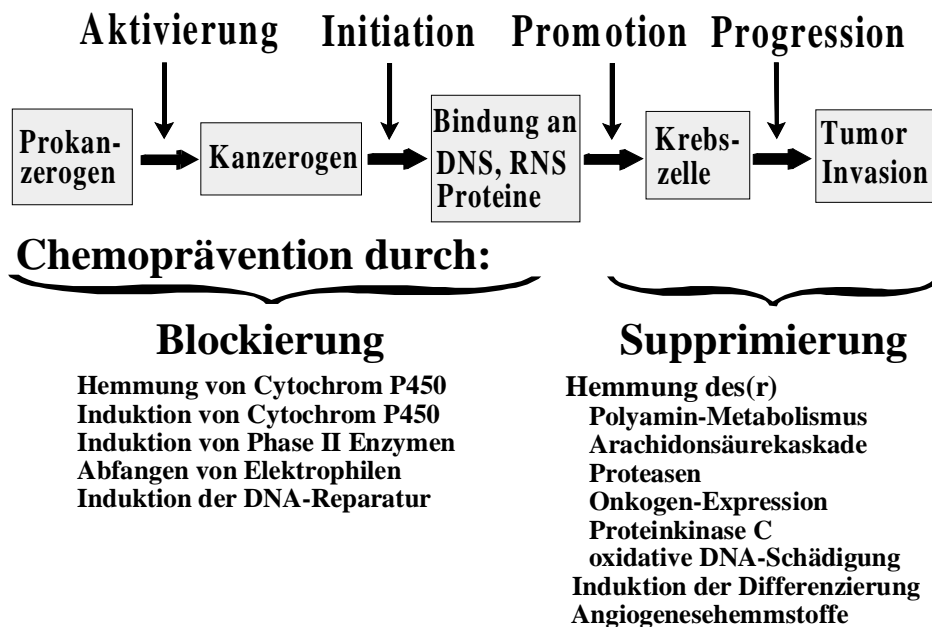 Aktivierung Initiation Promotion Progression
Prokan-
zerogen
Kanzerogen
Bindung an
DNS, RNS
Proteine
Krebs-
zelle
Tumor
Invasion
Chemoprävention durch:
Blockierung
Hemmung von Cytochrom P450
Induktion von Cytochrom P450
Induktion von Phase II Enzymen
Abfangen von Elektrophilen
Induktion der DNA-Reparatur
Supprimierung
Hemmung des(r)
Polyamin-Metabolismus
Arachidonsäurekaskade
Proteasen
Onkogen-Expression
Proteinkinase C
oxidative DNA-Schädigung
Induktion der Differenzierung
Angiogenesehemmstoffe